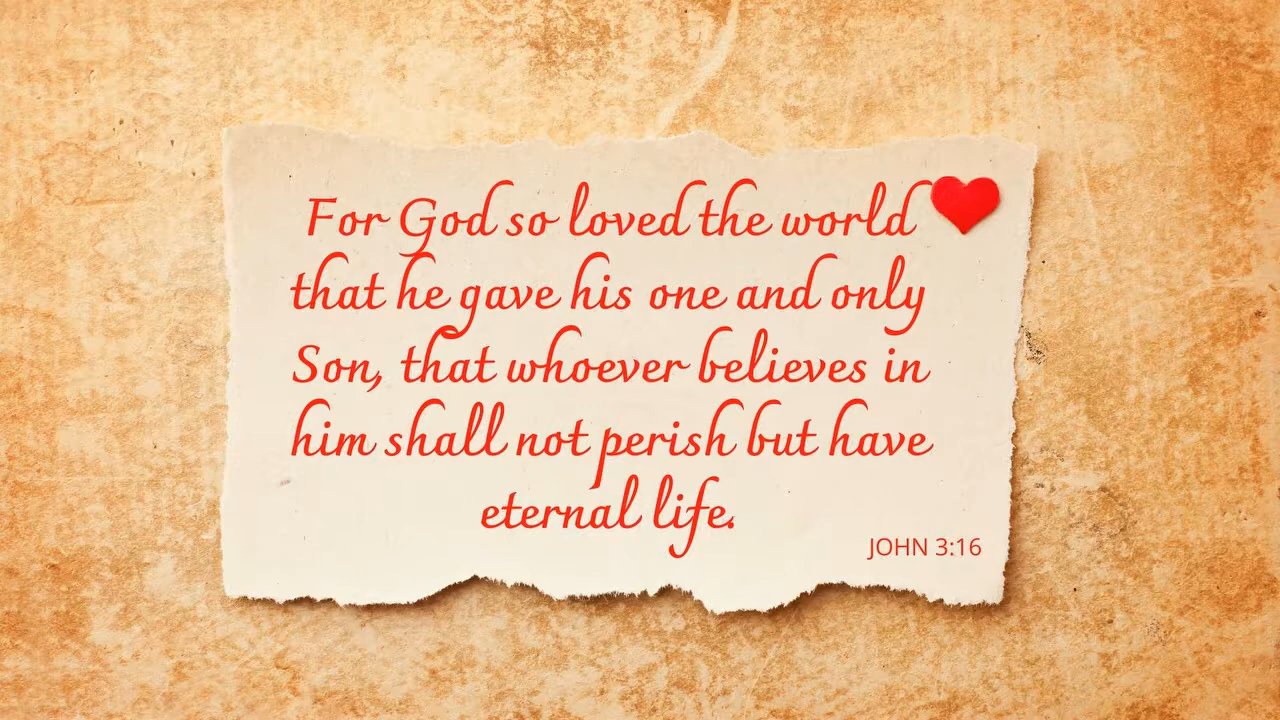 For God so loved the world
that he gave his one and only
Son, that whoever believes in
him shall not perish but have
eternal life.
JOHN 3:16